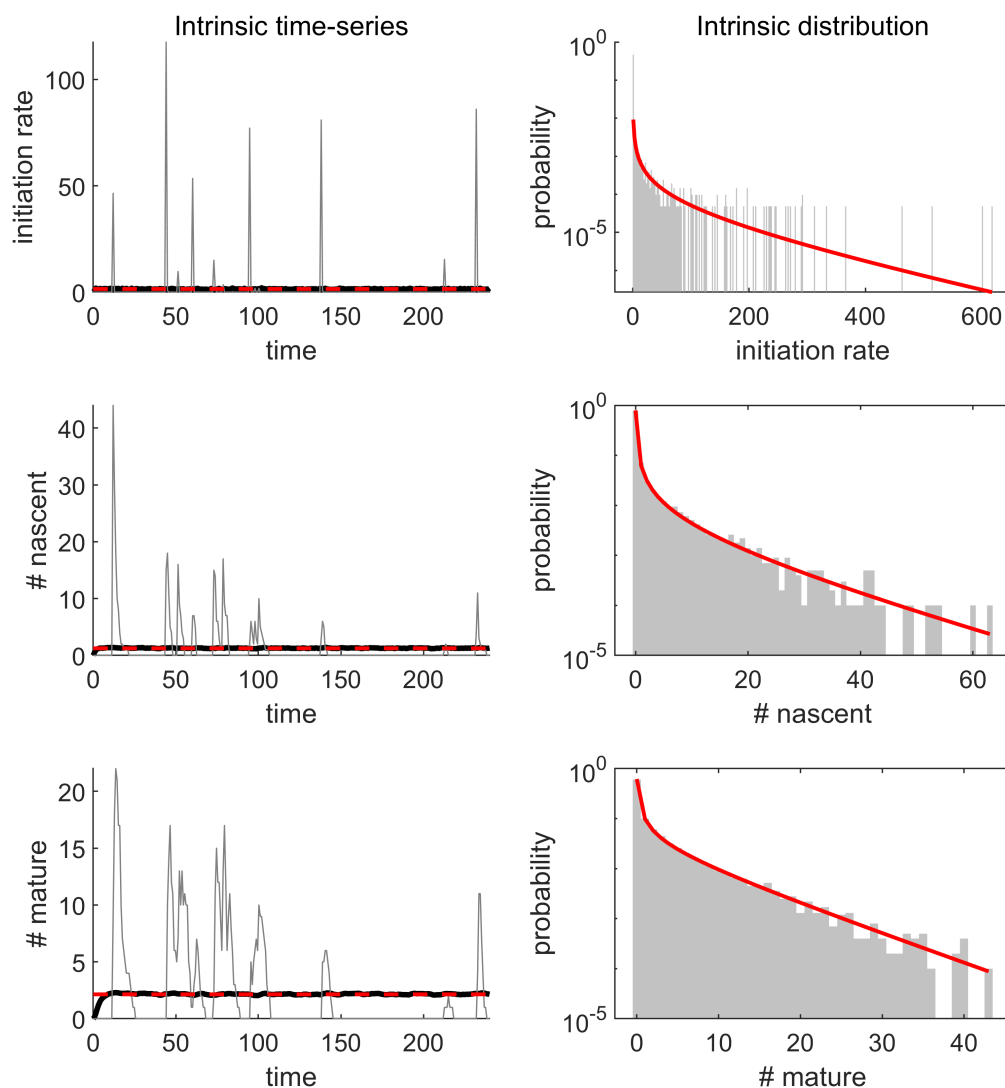 Intrinsic time-series
initiation rate
100
50
0
0 50 100 150 200
time
Intrinsic distribution
probability
10^0
10^-5
0 200 400 600
initiation rate
# nascent
40
30
20
10
0
0 50 100 150 200
time
probability
10^0
10^-5
0 20 40 60
# nascent
# mature
20
15
10
5
0
0 50 100 150 200
time
probability
10^0
10^-5
0 10 20 30 40
# mature